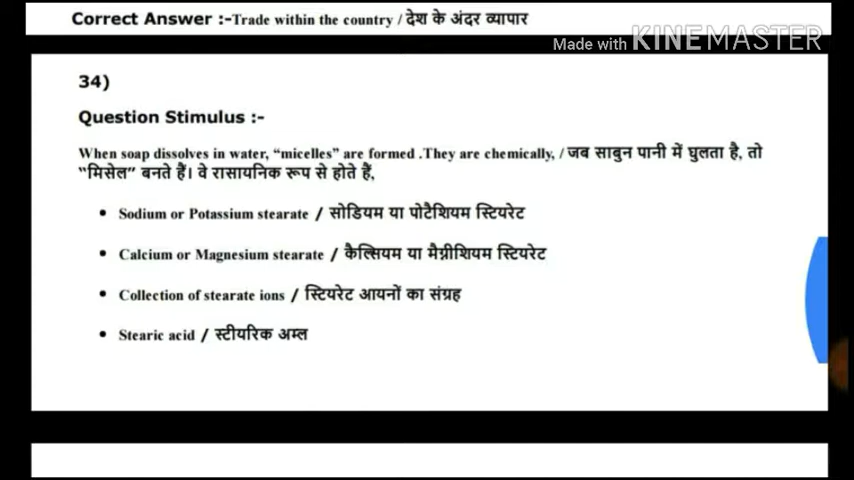 Correct Answer :-Trade within the country / देश के अंदर व्यापार
Made with KINEMASTER
34)
Question Stimulus :-
When soap dissolves in water, “micelles” are formed .They are chemically, / जब साबुन पानी में घुलता है, तो
“मिसेल” बनते हैं। वे रासायनिक रूप से होते हैं,
• Sodium or Potassium stearate / सोडियम या पोटैशियम स्टियरेट
• Calcium or Magnesium stearate / कैल्सियम या मैग्नीशियम स्टियरेट
• Collection of stearate ions / स्टियरेट आयनों का संग्रह
• Stearic acid / स्टीयरिक अम्ल